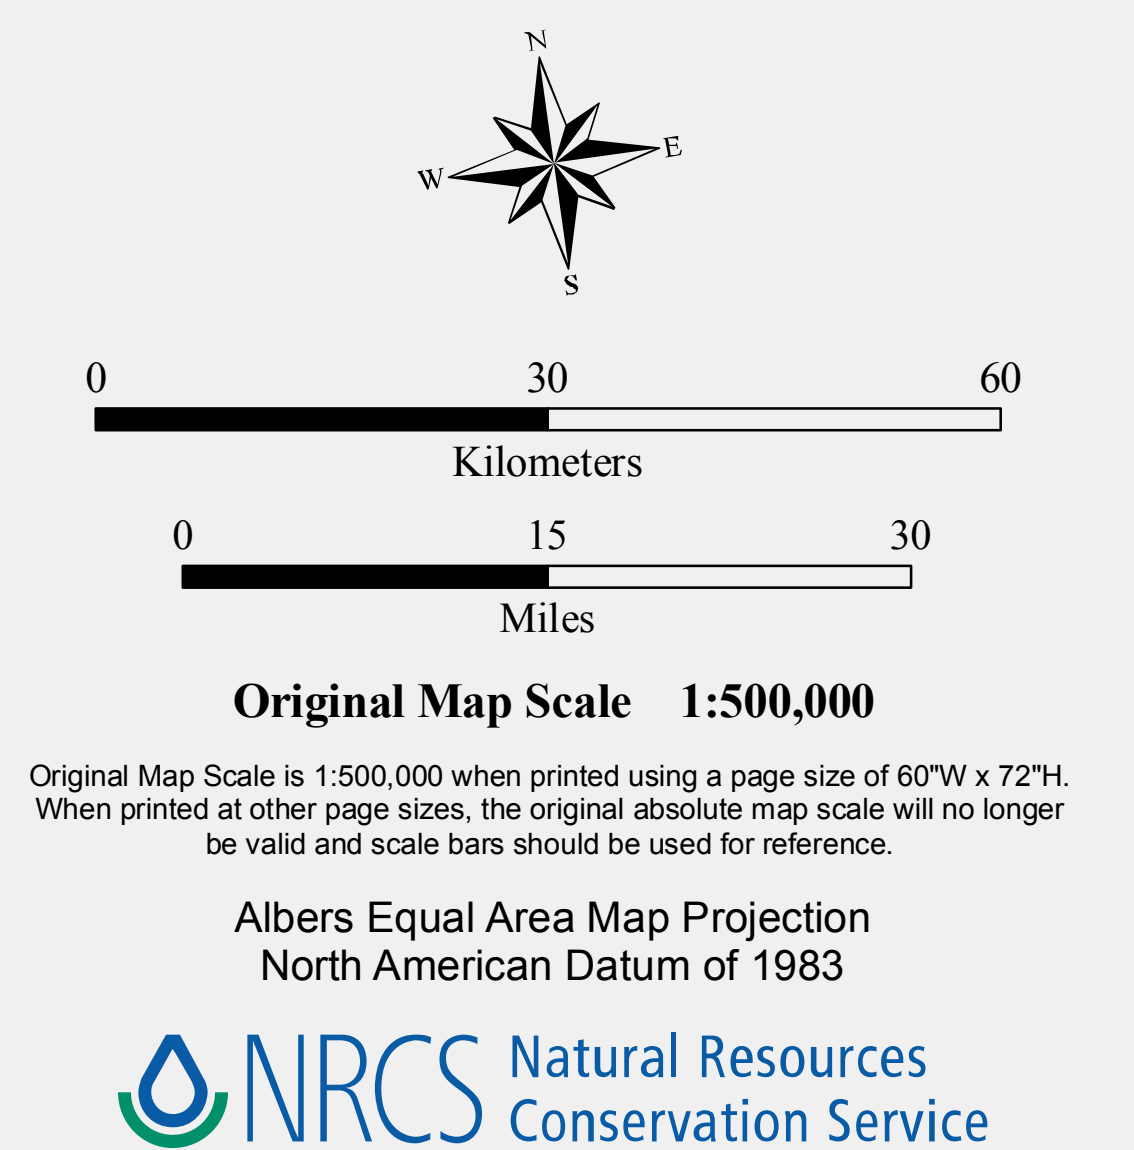 N
W E
S
0 30 60
Kilometers
0 15 30
Miles
Original Map Scale 1:500,000
Original Map Scale is 1:500,000 when printed using a page size of 60"W x 72"H.
When printed at other page sizes, the original absolute map scale will no longer
be valid and scale bars should be used for reference.
Albers Equal Area Map Projection
North American Datum of 1983
NRCS Natural Resources
Conservation Service